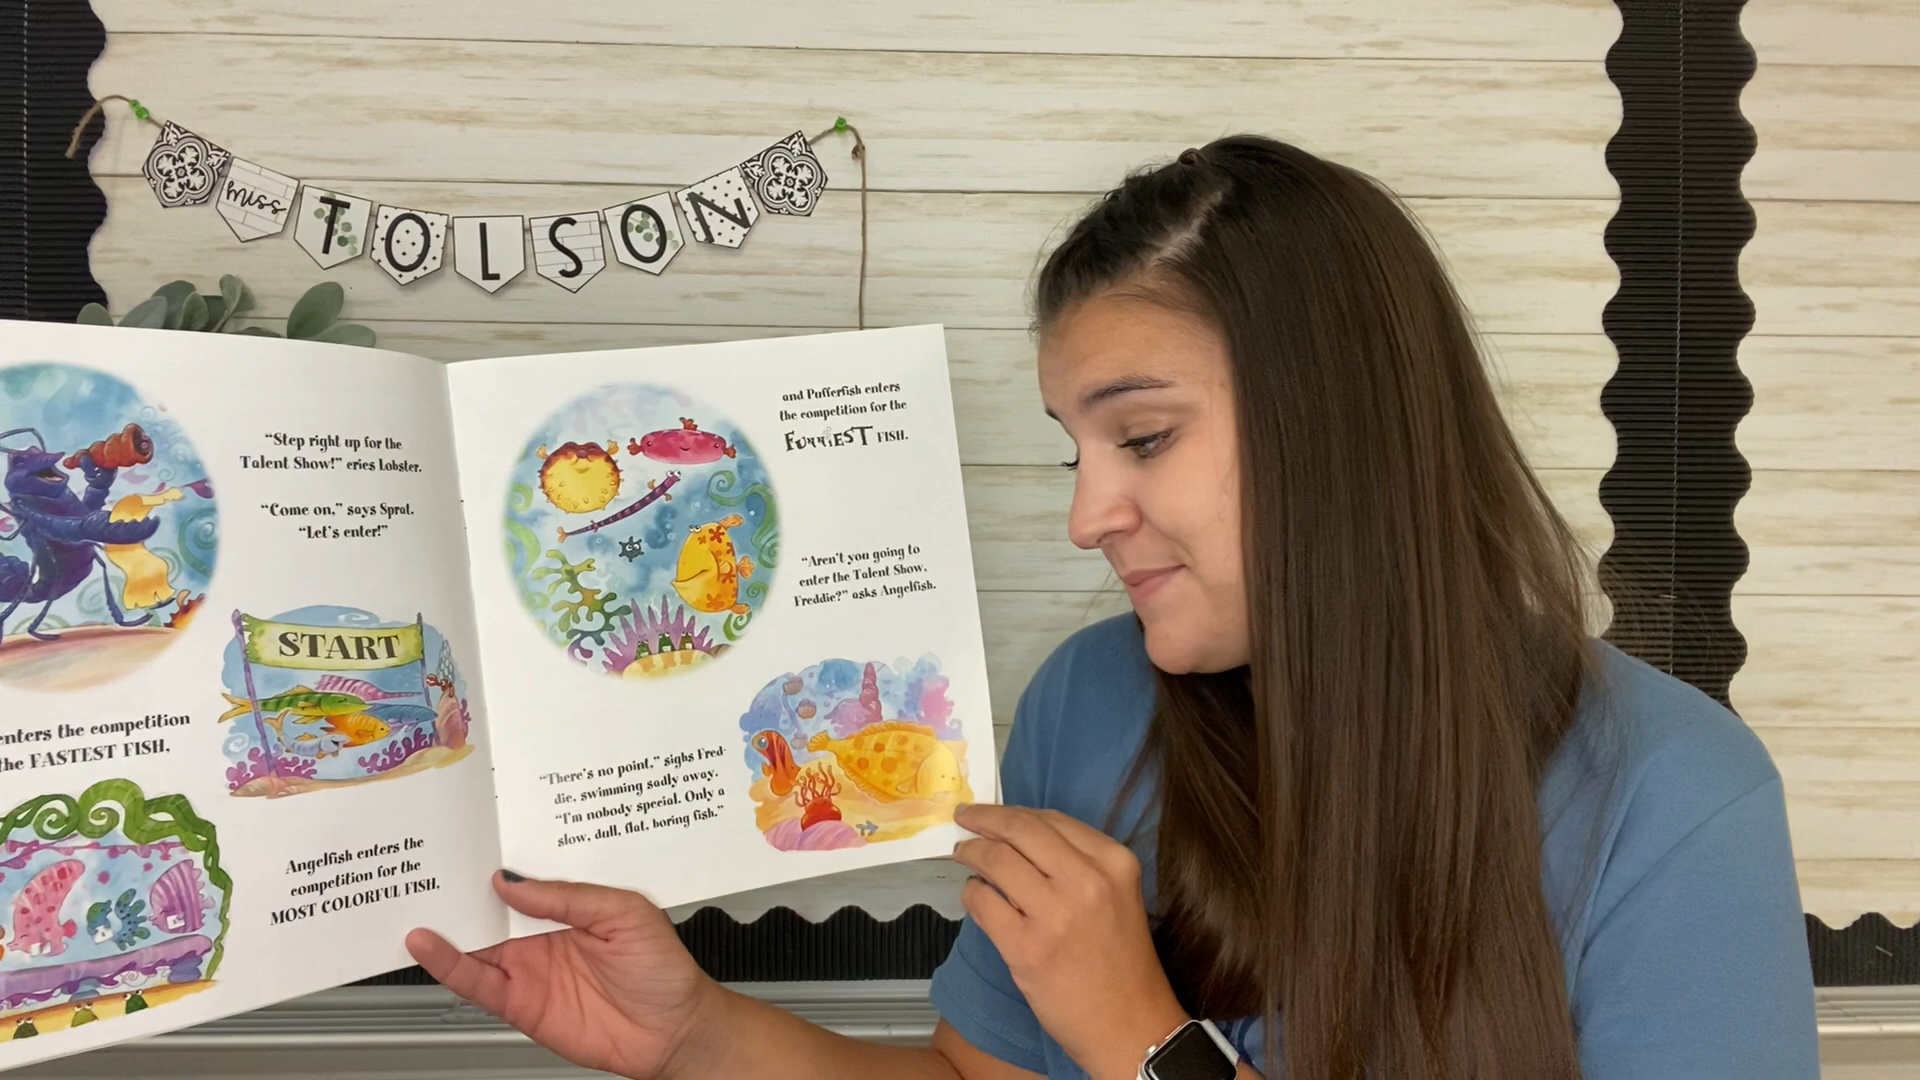 miss TOLSON
"Step right up for the
Talent Show!" cries Lobster.
"Come on," says Sprat.
"Let's enter!"
START
enters the competition
the FASTEST FISH,
Angelfish enters the
competition for the
MOST COLORFUL FISH,
and Pufferfish enters
the competition for the
FUNNiEST FISH.
"Aren't you going to
enter the Talent Show,
Freddie?" asks Angelfish.
"There's no point," sighs Fred-
die, swimming sadly away.
"I'm nobody special. Only a
slow, dull, flat, boring fish."